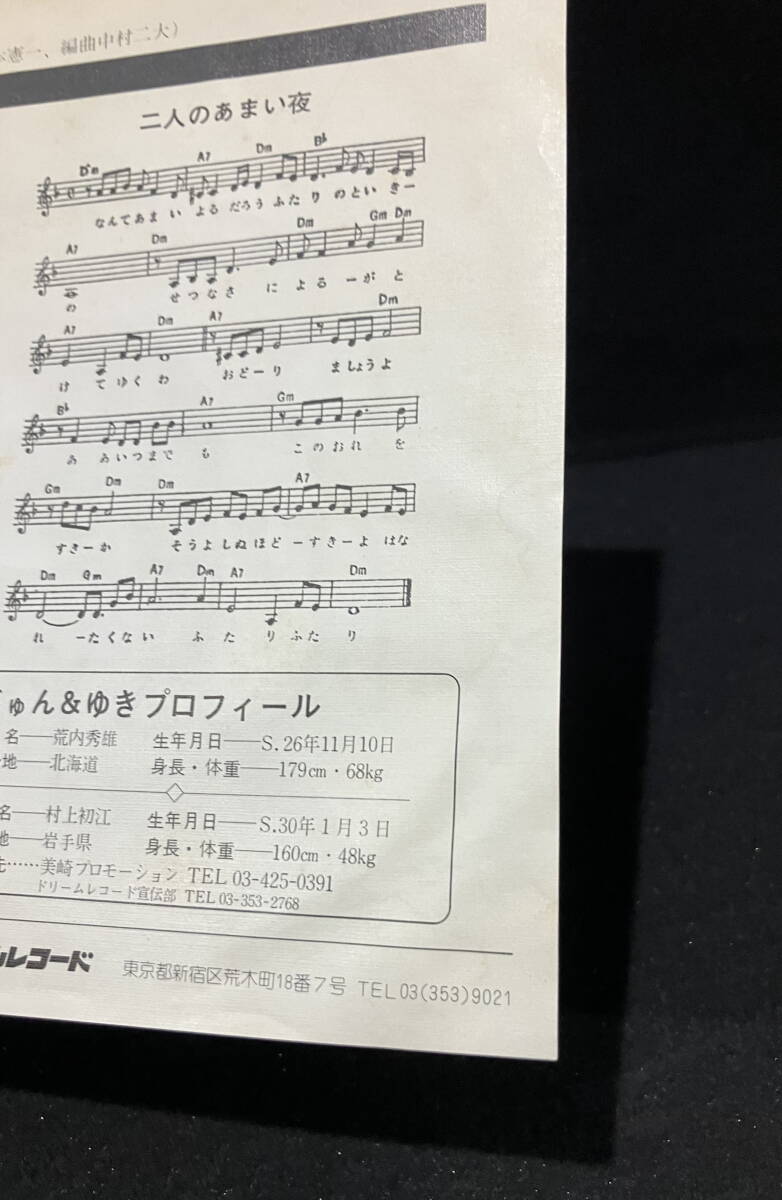 憲一、編曲中村二大）
二人のあまい夜
Dm A7 Dm B♭
なんてあま い よる だろう ふたり のとい きー
A7 Dm Dm Gm Dm
の せつなさ に よる ーが と
A7 Dm A7 Dm
け てゆくわ おどーり ましょうよ
B♭ A7 Gm
あ あいつまで も このおれ を
Gm Dm Dm A7
すきーか そうよしぬほど ーすきーよ はな
Dm Gm A7 Dm A7 Dm
れ ーたくない ふ た り ふた り
ゅん＆ゆきプロフィール
名――荒内秀雄 生年月日――S.26年11月10日
地――北海道 身長・体重――179cm・68kg
名――村上初江 生年月日――S.30年1月3日
地――岩手県 身長・体重――160cm・48kg
先……美崎プロモーション TEL 03-425-0391
ドリームレコード宣伝部 TEL 03-353-2768
ムレコード 東京都新宿区荒木町18番7号 TEL 03(353)9021